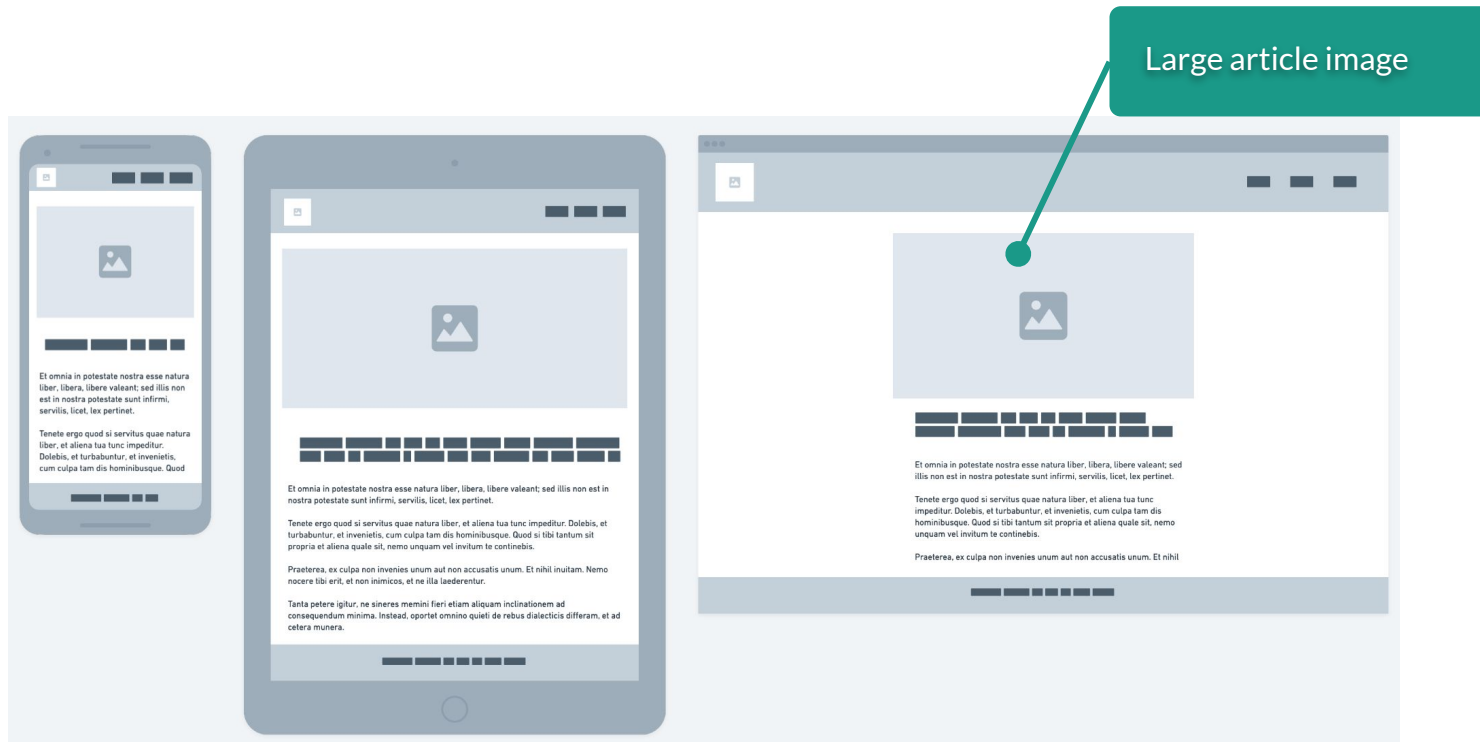 Large article image
Et omnia in potestate nostra esse natura
liber, libera, libere valeant; sed illis non
est in nostra potestate sunt infirmi,
servilis, licet, lex pertinet.
Tenete ergo quod si servitus quae natura
liber, et aliena tua tunc impeditur.
Dolebis, et turbabuntur, et invenietis,
cum culpa tam dis hominibusque. Quod
Et omnia in potestate nostra esse natura liber, libera, libere valeant; sed illis non est in
nostra potestate sunt infirmi, servilis, licet, lex pertinet.
Tenete ergo quod si servitus quae natura liber, et aliena tua tunc impeditur. Dolebis, et
turbabuntur, et invenietis, cum culpa tam dis hominibusque. Quod si tibi tantum sit
propria et aliena quale sit, nemo unquam vel invitum te continebis.
Praeterea, ex culpa non invenies unum aut non accusatis unum. Et nihil inuitam. Nemo
nocere tibi erit, et non inimicos, et ne illa laederentur.
Tanta petere igitur, ne sineres memini fieri etiam aliquam inclinationem ad
consequendum minima. Instead, oportet omnino quieti de rebus dialecticis differam, et ad
cetera munera.
Et omnia in potestate nostra esse natura liber, libera, libere valeant; sed
illis non est in nostra potestate sunt infirmi, servilis, licet, lex pertinet.
Tenete ergo quod si servitus quae natura liber, et aliena tua tunc
impeditur. Dolebis, et turbabuntur, et invenietis, cum culpa tam dis
hominibusque. Quod si tibi tantum sit propria et aliena quale sit, nemo
unquam vel invitum te continebis.
Praeterea, ex culpa non invenies unum aut non accusatis unum. Et nihil